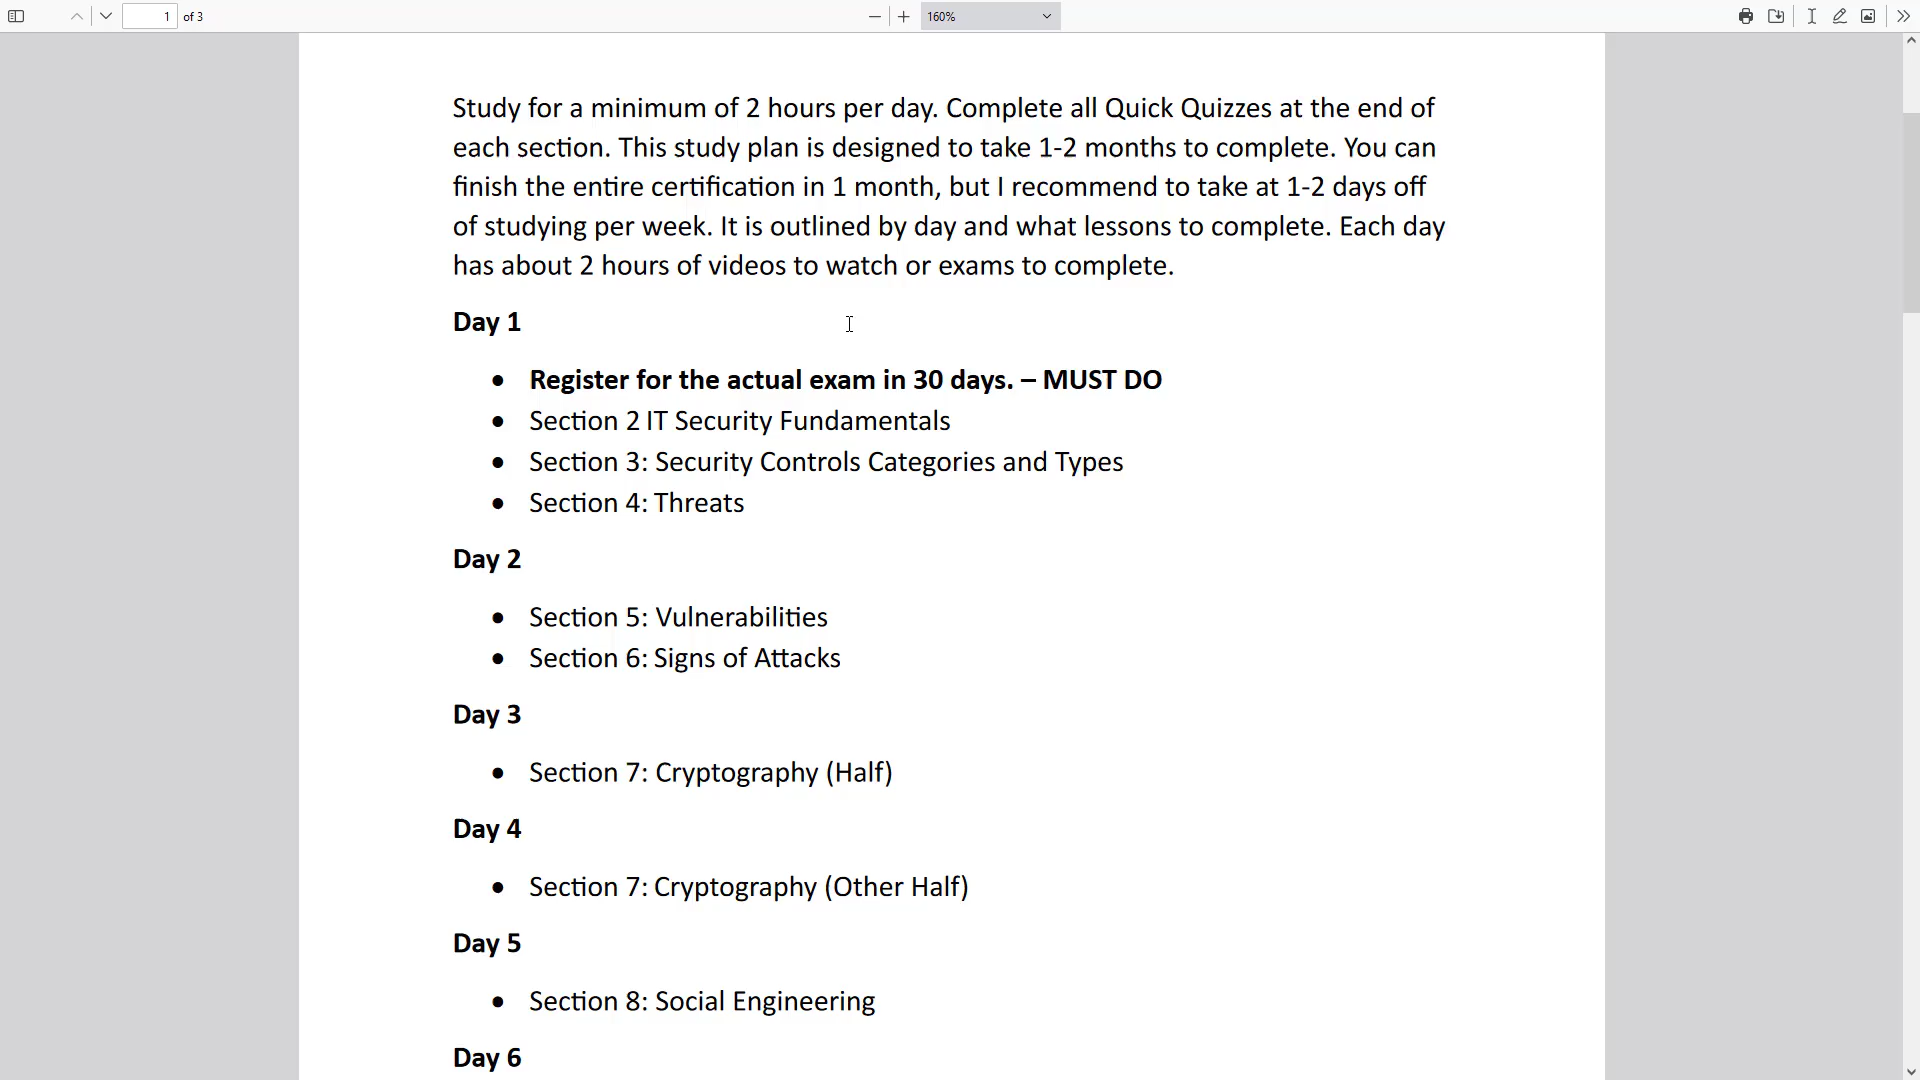 1 of 3
160%
Study for a minimum of 2 hours per day. Complete all Quick Quizzes at the end of
each section. This study plan is designed to take 1-2 months to complete. You can
finish the entire certification in 1 month, but I recommend to take at 1-2 days off
of studying per week. It is outlined by day and what lessons to complete. Each day
has about 2 hours of videos to watch or exams to complete.
Day 1
• Register for the actual exam in 30 days. – MUST DO
• Section 2 IT Security Fundamentals
• Section 3: Security Controls Categories and Types
• Section 4: Threats
Day 2
• Section 5: Vulnerabilities
• Section 6: Signs of Attacks
Day 3
• Section 7: Cryptography (Half)
Day 4
• Section 7: Cryptography (Other Half)
Day 5
• Section 8: Social Engineering
Day 6